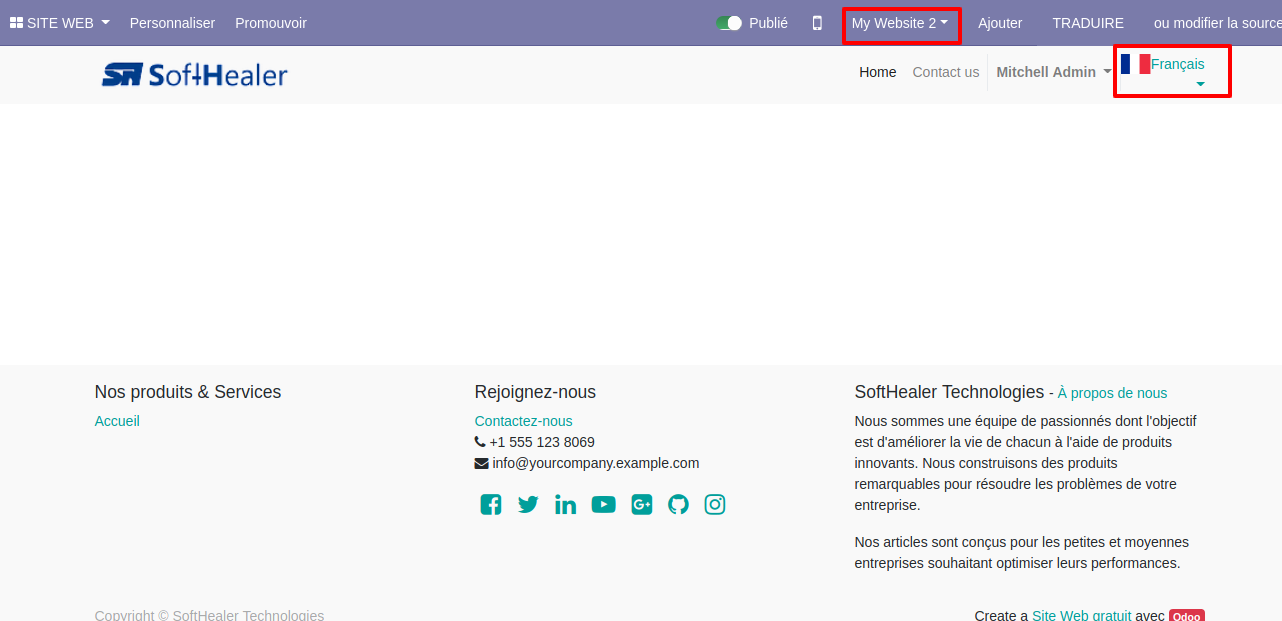 SITE WEB Personnaliser Promouvoir Publié My Website 2 Ajouter TRADUIRE ou modifier la source
SoftHealer Home Contact us Mitchell Admin Français
Nos produits & Services
Accueil
Rejoignez-nous
Contactez-nous
+1 555 123 8069
info@yourcompany.example.com
SoftHealer Technologies - À propos de nous
Nous sommes une équipe de passionnés dont l'objectif
est d'améliorer la vie de chacun à l'aide de produits
innovants. Nous construisons des produits
remarquables pour résoudre les problèmes de votre
entreprise.
Nos articles sont conçus pour les petites et moyennes
entreprises souhaitant optimiser leurs performances.
Copyright © SoftHealer Technologies
Create a Site Web gratuit avec Odoo